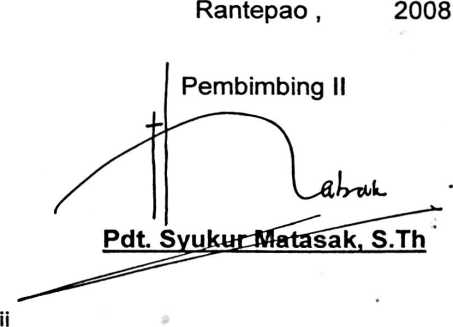 Rantepao , 2008
Pembimbing II
Pdt. Syukur Matasak, S.Th
ii